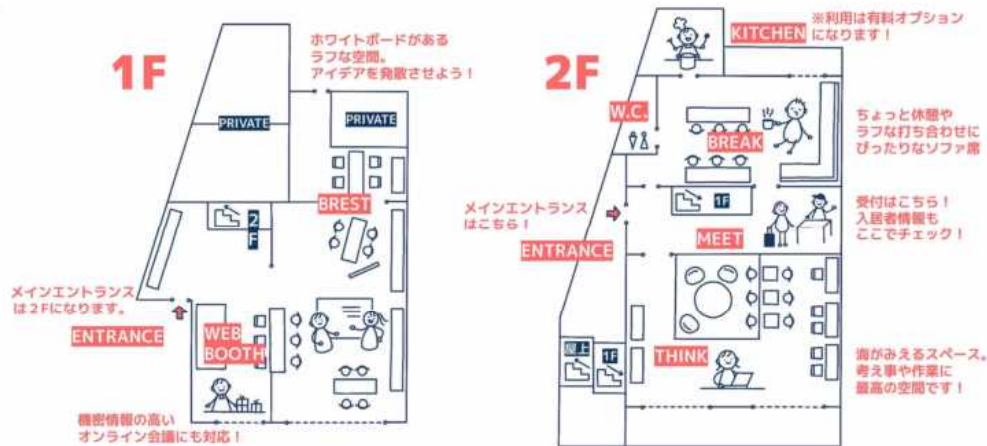 1F
ホワイトボードがある
ラフな空間。
アイデアを発散させよう！
PRIVATE
PRIVATE
BREST
2F
メインエントランス
は２Fになります。
ENTRANCE
WEB
BOOTH
機密情報の高い
オンライン会議にも対応！
2F
KITCHEN
※利用は有料オプション
になります！
W.C.
BREAK
ちょっと休憩や
ラフな打ち合わせに
ぴったりなソファ席
1F
メインエントランス
はこちら！
ENTRANCE
MEET
受付はこちら！
入居者情報も
ここでチェック！
屋上
1F
THINK
海がみえるスペース。
考え事や作業に
最高の空間です！